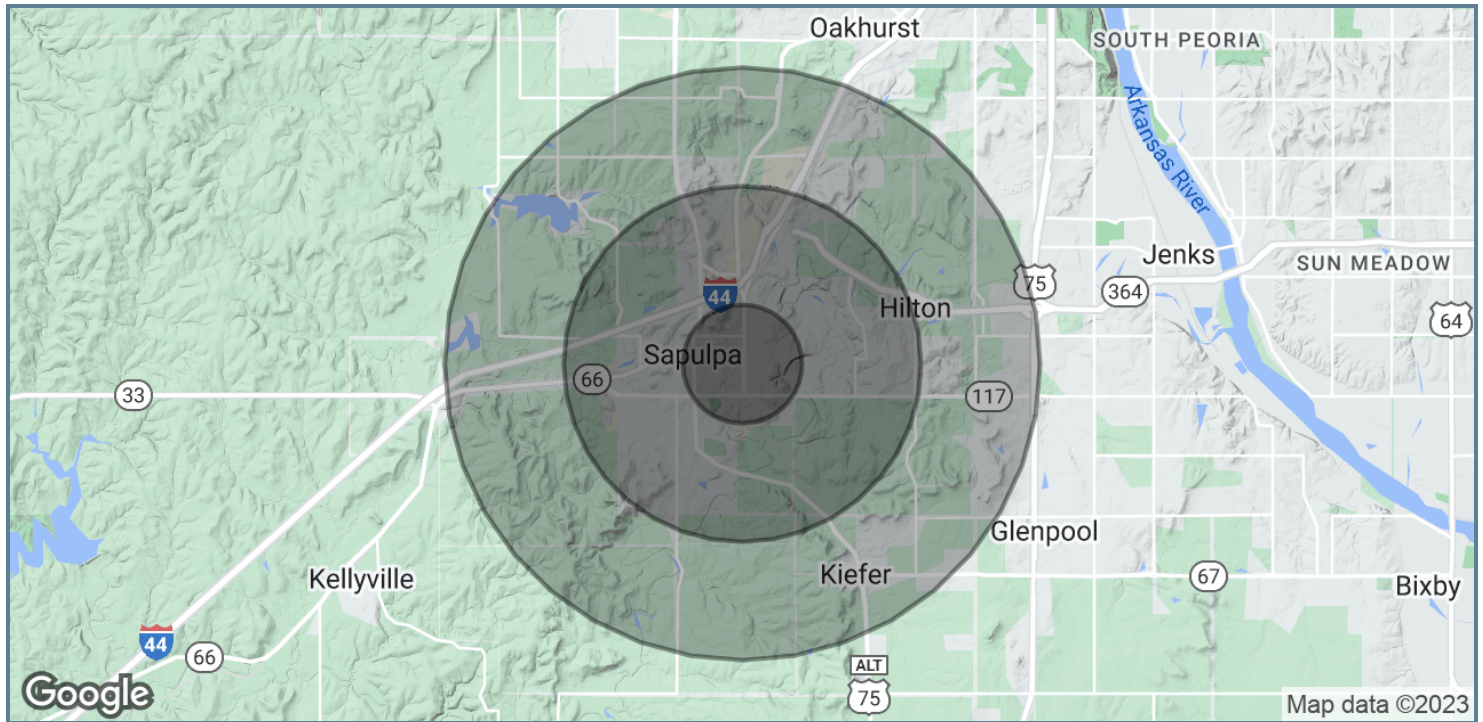 Oakhurst
SOUTH PEORIA
Arkansas River
Jenks
SUN MEADOW
75
364
44
Hilton
64
Sapulpa
66
33
117
Glenpool
Kellyville
Kiefer
67
Bixby
44
66
ALT
75
Google
Map data ©2023